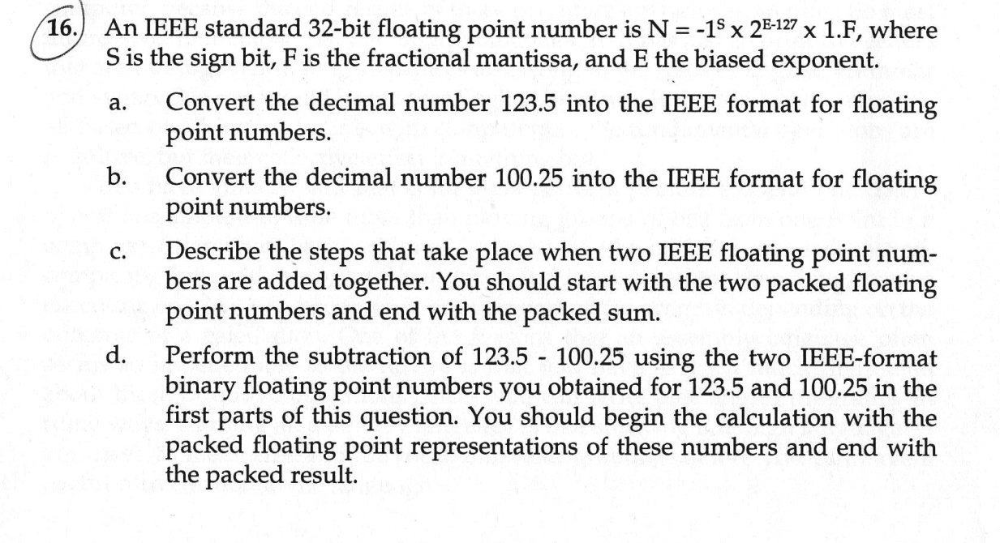 16. An IEEE standard 32-bit floating point number is N = -1ˢ x 2ᴱ⁻¹²⁷ x 1.F, where
S is the sign bit, F is the fractional mantissa, and E the biased exponent.
a. Convert the decimal number 123.5 into the IEEE format for floating
point numbers.
b. Convert the decimal number 100.25 into the IEEE format for floating
point numbers.
c. Describe the steps that take place when two IEEE floating point num-
bers are added together. You should start with the two packed floating
point numbers and end with the packed sum.
d. Perform the subtraction of 123.5 - 100.25 using the two IEEE-format
binary floating point numbers you obtained for 123.5 and 100.25 in the
first parts of this question. You should begin the calculation with the
packed floating point representations of these numbers and end with
the packed result.